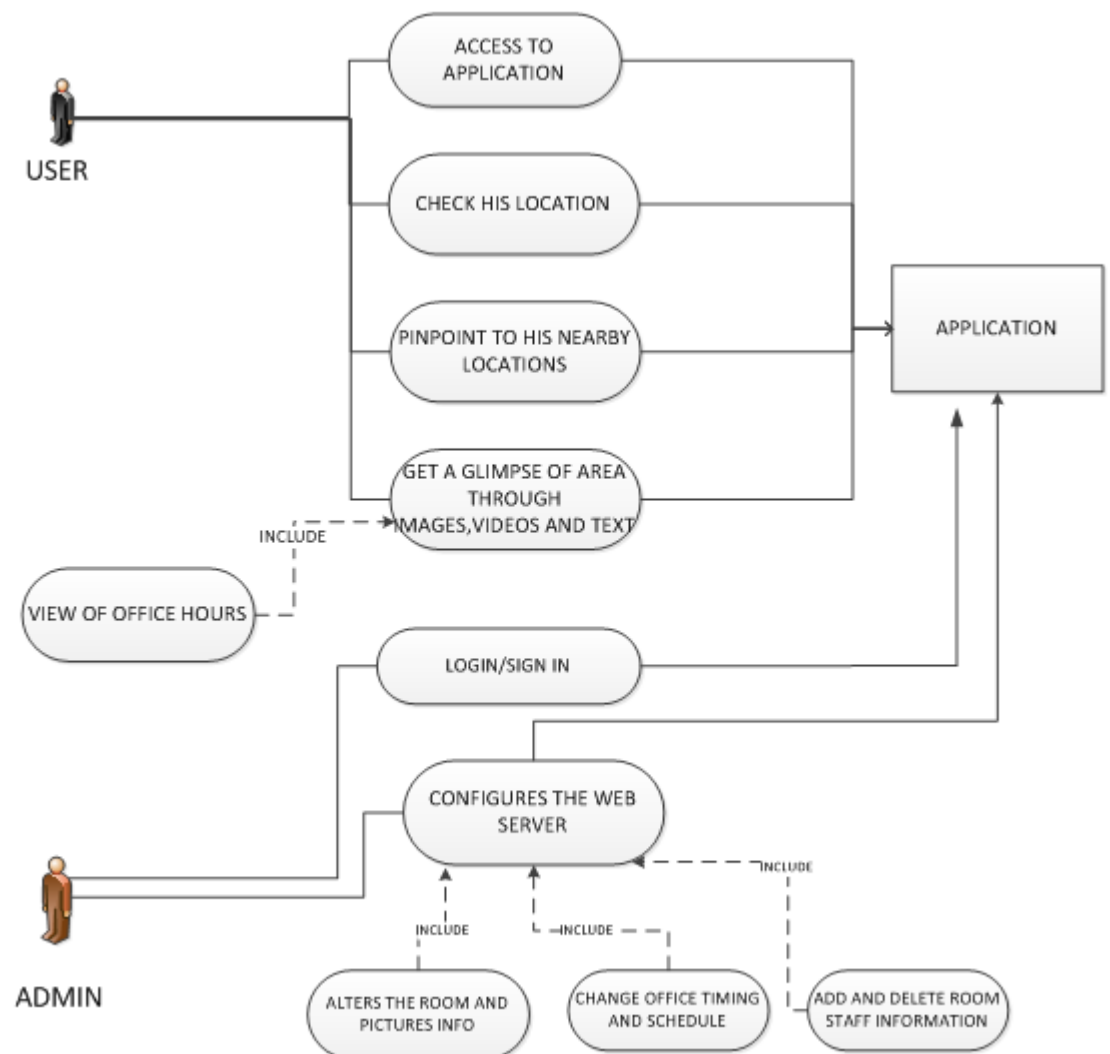 ACCESS TO
APPLICATION
USER
CHECK HIS LOCATION
APPLICATION
PINPOINT TO HIS NEARBY
LOCATIONS
GET A GLIMPSE OF AREA
THROUGH
IMAGES,VIDEOS AND TEXT
INCLUDE
VIEW OF OFFICE HOURS
LOGIN/SIGN IN
CONFIGURES THE WEB
SERVER
INCLUDE
INCLUDE
INCLUDE
ADMIN
ALTERS THE ROOM AND
PICTURES INFO
CHANGE OFFICE TIMING
AND SCHEDULE
ADD AND DELETE ROOM
STAFF INFORMATION